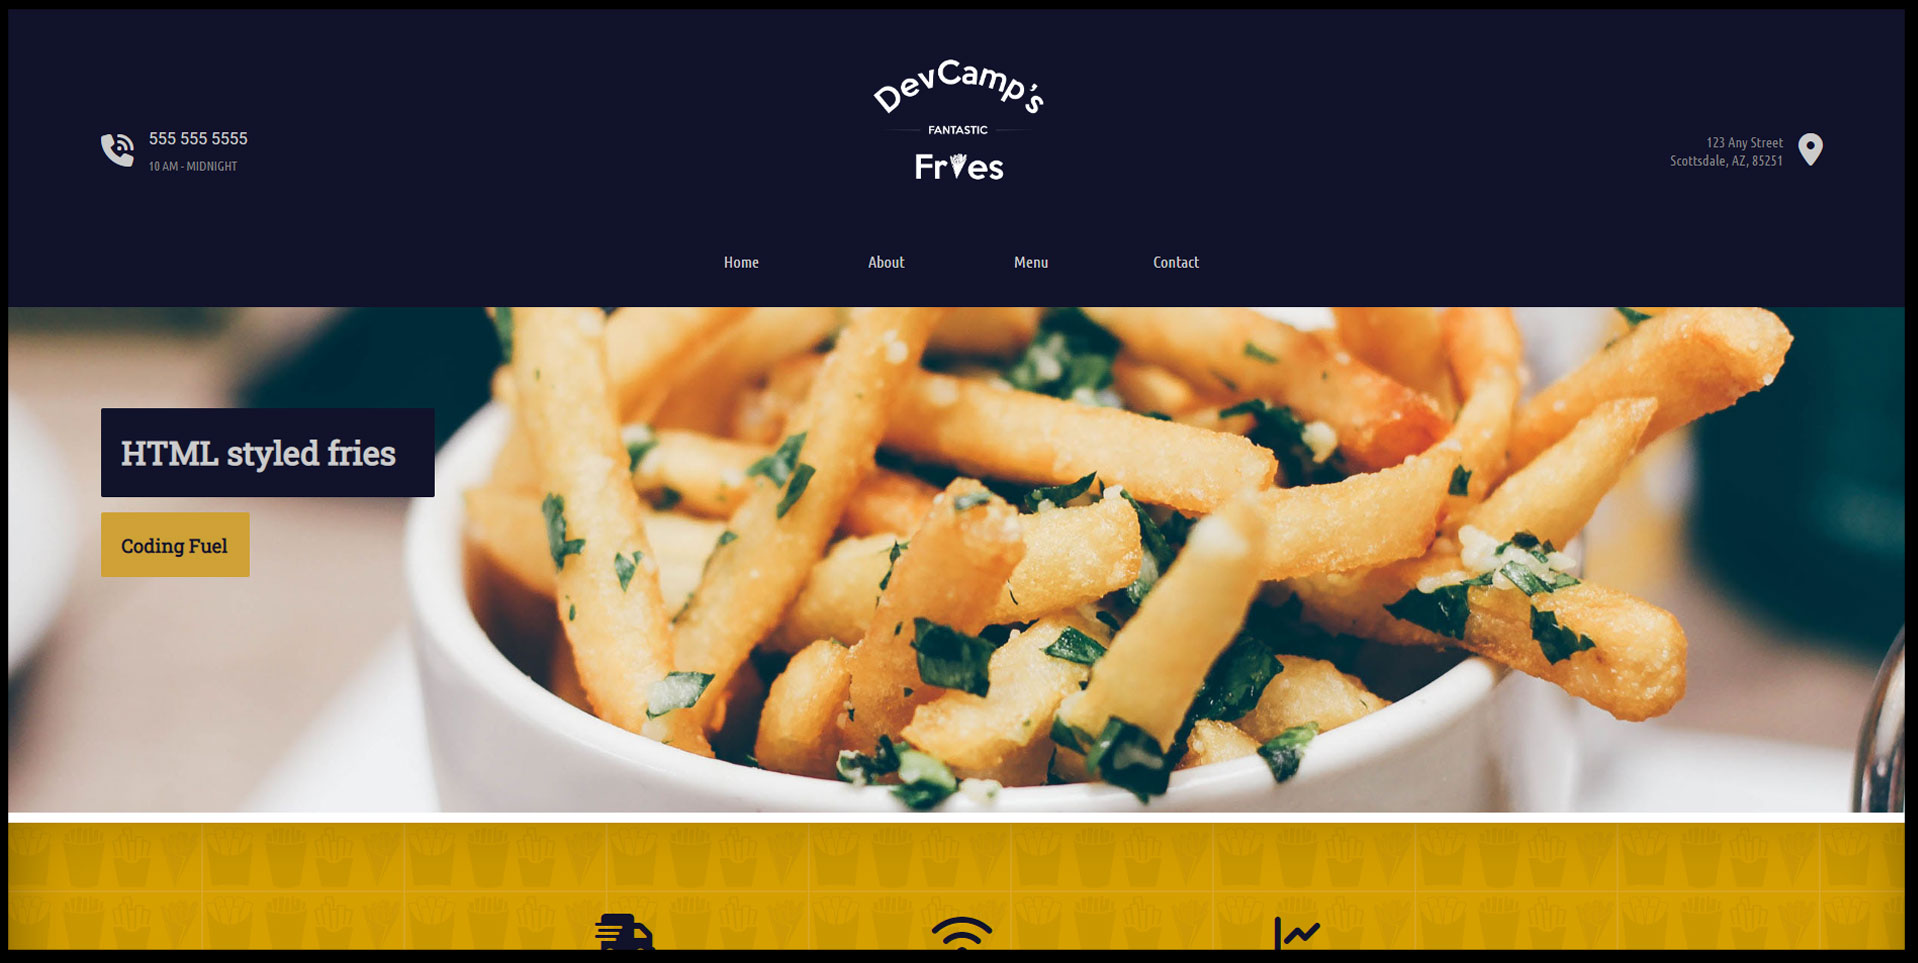 DevCamp's
FANTASTIC
Fries
555 555 5555
10 AM - MIDNIGHT
123 Any Street
Scottsdale, AZ, 85251
Home
About
Menu
Contact
HTML styled fries
Coding Fuel